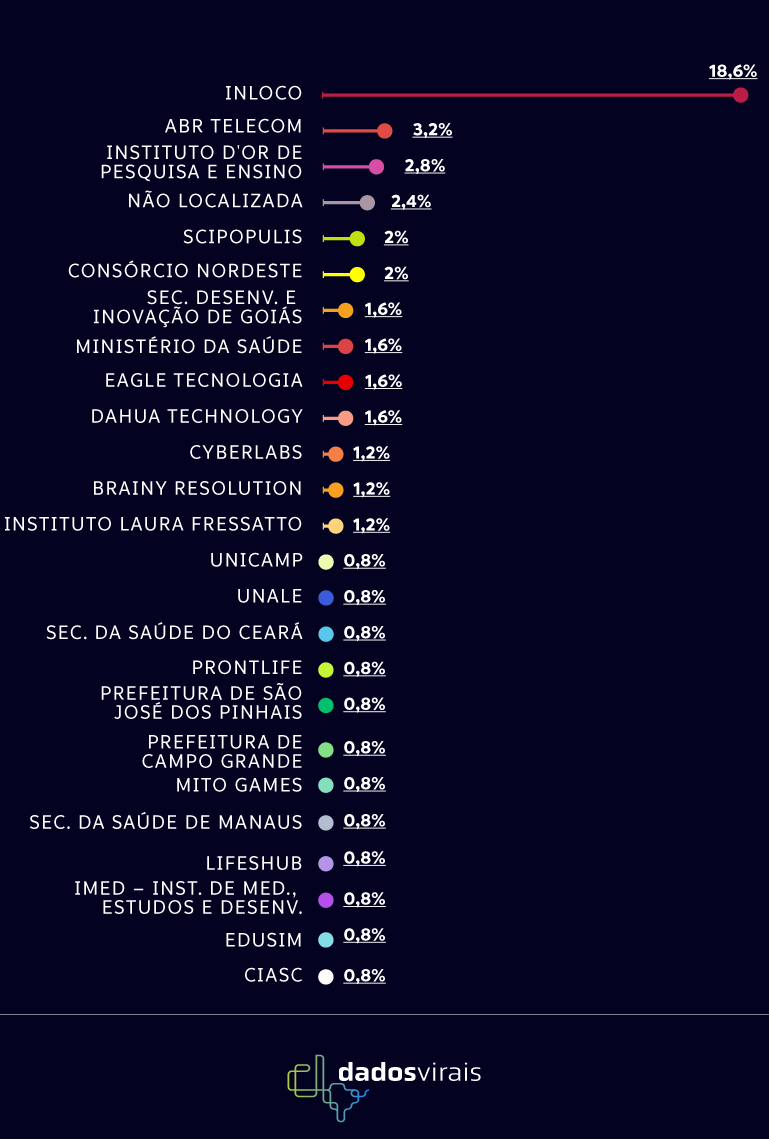 18,6%
INLOCO
ABR TELECOM
3,2%
INSTITUTO D'OR DE
PESQUISA E ENSINO
2,8%
NÃO LOCALIZADA
2,4%
SCIPOPULIS
2%
CONSÓRCIO NORDESTE
2%
SEC. DESENV. E
INOVAÇÃO DE GOIÁS
1,6%
MINISTÉRIO DA SAÚDE
1,6%
EAGLE TECNOLOGIA
1,6%
DAHUA TECHNOLOGY
1,6%
CYBERLABS
1,2%
BRAINY RESOLUTION
1,2%
INSTITUTO LAURA FRESSATTO
1,2%
UNICAMP
0,8%
UNALE
0,8%
SEC. DA SAÚDE DO CEARÁ
0,8%
PRONTLIFE
0,8%
PREFEITURA DE SÃO
JOSÉ DOS PINHAIS
0,8%
PREFEITURA DE
CAMPO GRANDE
0,8%
MITO GAMES
0,8%
SEC. DA SAÚDE DE MANAUS
0,8%
LIFESHUB
0,8%
IMED – INST. DE MED.,
ESTUDOS E DESENV.
0,8%
EDUSIM
0,8%
CIASC
0,8%
dadosvirais